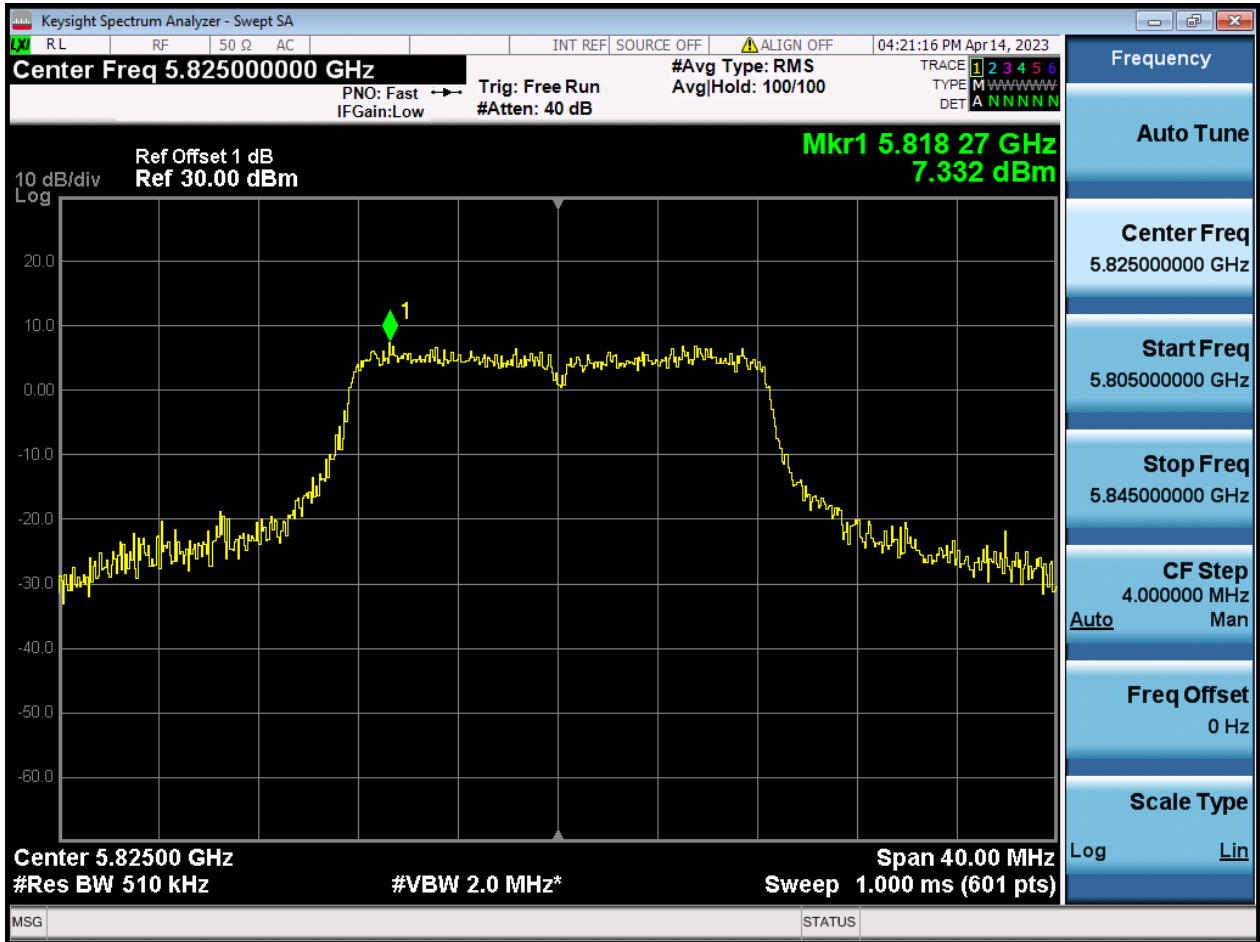 Keysight Spectrum Analyzer - Swept SA
LXI RL RF 50 Ω AC INT REF SOURCE OFF ALIGN OFF 04:21:16 PM Apr 14, 2023
Center Freq 5.825000000 GHz
PNO: Fast
IFGain:Low
Trig: Free Run
#Atten: 40 dB
#Avg Type: RMS
Avg|Hold: 100/100
TRACE 1 2 3 4 5 6
TYPE M WWWWW
DET A N N N N N
Mkr1 5.818 27 GHz
7.332 dBm
Ref Offset 1 dB
10 dB/div Ref 30.00 dBm
Log
20.0
10.0
0.00
-10.0
-20.0
-30.0
-40.0
-50.0
-60.0
1
Center 5.82500 GHz Span 40.00 MHz
#Res BW 510 kHz #VBW 2.0 MHz* Sweep 1.000 ms (601 pts)
MSG STATUS
Frequency
Auto Tune
Center Freq
5.825000000 GHz
Start Freq
5.805000000 GHz
Stop Freq
5.845000000 GHz
CF Step
4.000000 MHz
Auto Man
Freq Offset
0 Hz
Scale Type
Log Lin